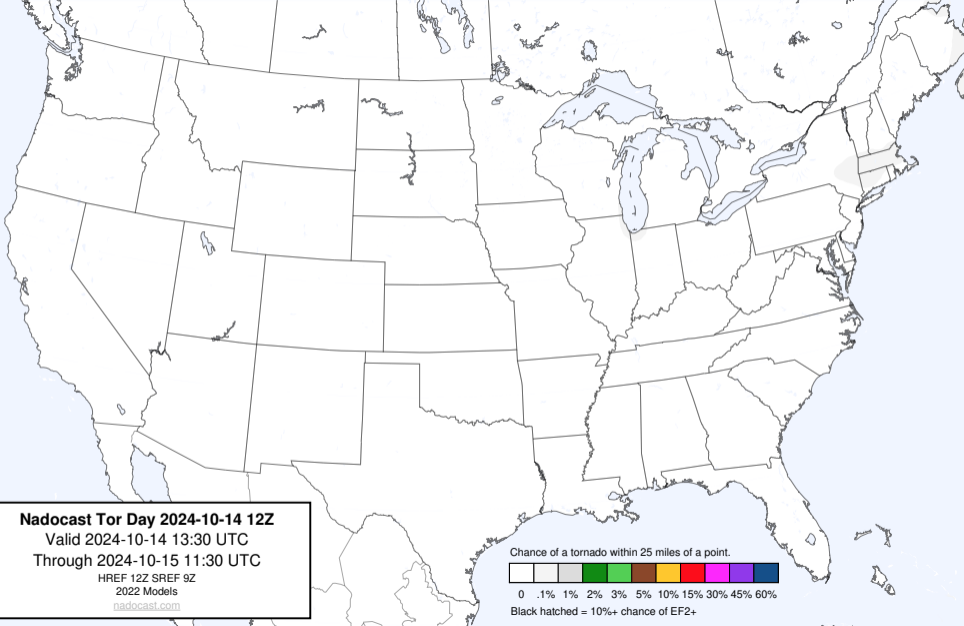 Nadocast Tor Day 2024-10-14 12Z
Valid 2024-10-14 13:30 UTC
Through 2024-10-15 11:30 UTC
HREF 12Z SREF 9Z
2022 Models
nadocast.com
Chance of a tornado within 25 miles of a point.
0 .1% 1% 2% 3% 5% 10% 15% 30% 45% 60%
Black hatched = 10%+ chance of EF2+